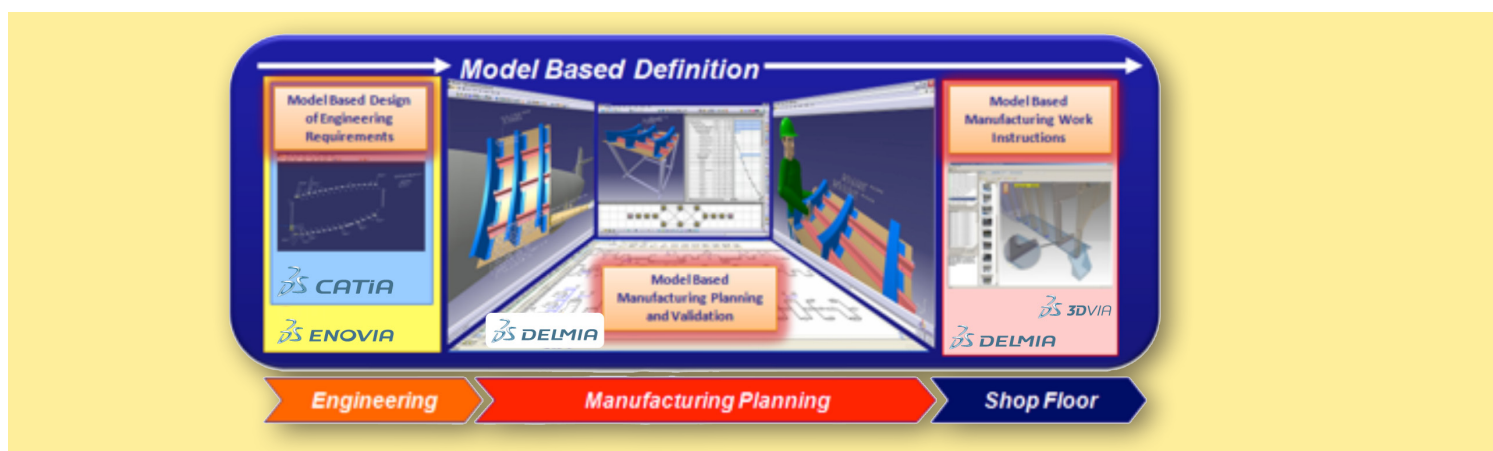 Model Based Definition
Model Based Design
of Engineering
Requirements
CATIA
ENOVIA
Model Based
Manufacturing Planning
and Validation
DELMIA
Model Based
Manufacturing Work
Instructions
3DVIA
DELMIA
Engineering
Manufacturing Planning
Shop Floor